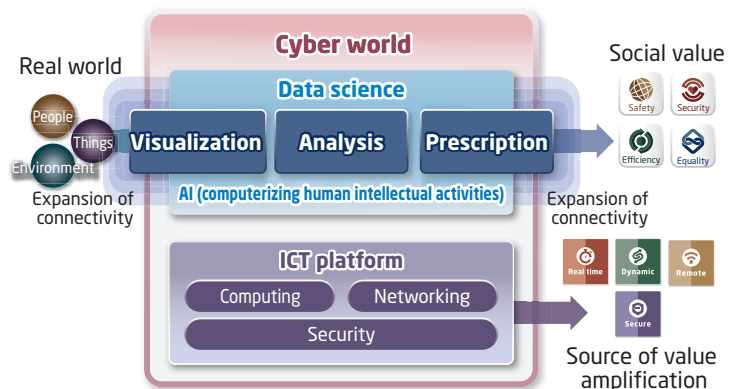 Cyber world
Real world
Social value
Data science
People
Things
Environment
Visualization
Analysis
Prescription
Safety
Security
Efficiency
Equality
AI (computerizing human intellectual activities)
Expansion of
connectivity
Expansion of
connectivity
ICT platform
Computing
Networking
Security
Real time
Dynamic
Remote
Secure
Source of value
amplification